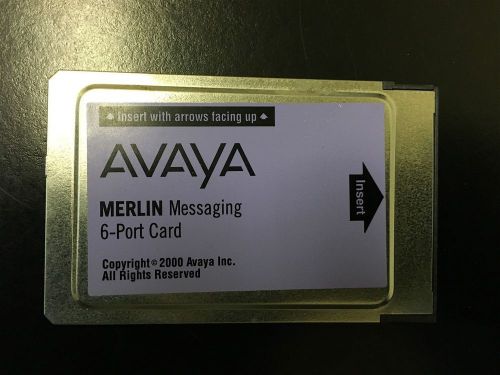 Insert with arrows facing up
AVAYA
MERLIN Messaging
6-Port Card
Insert
Copyright © 2000 Avaya Inc.
All Rights Reserved